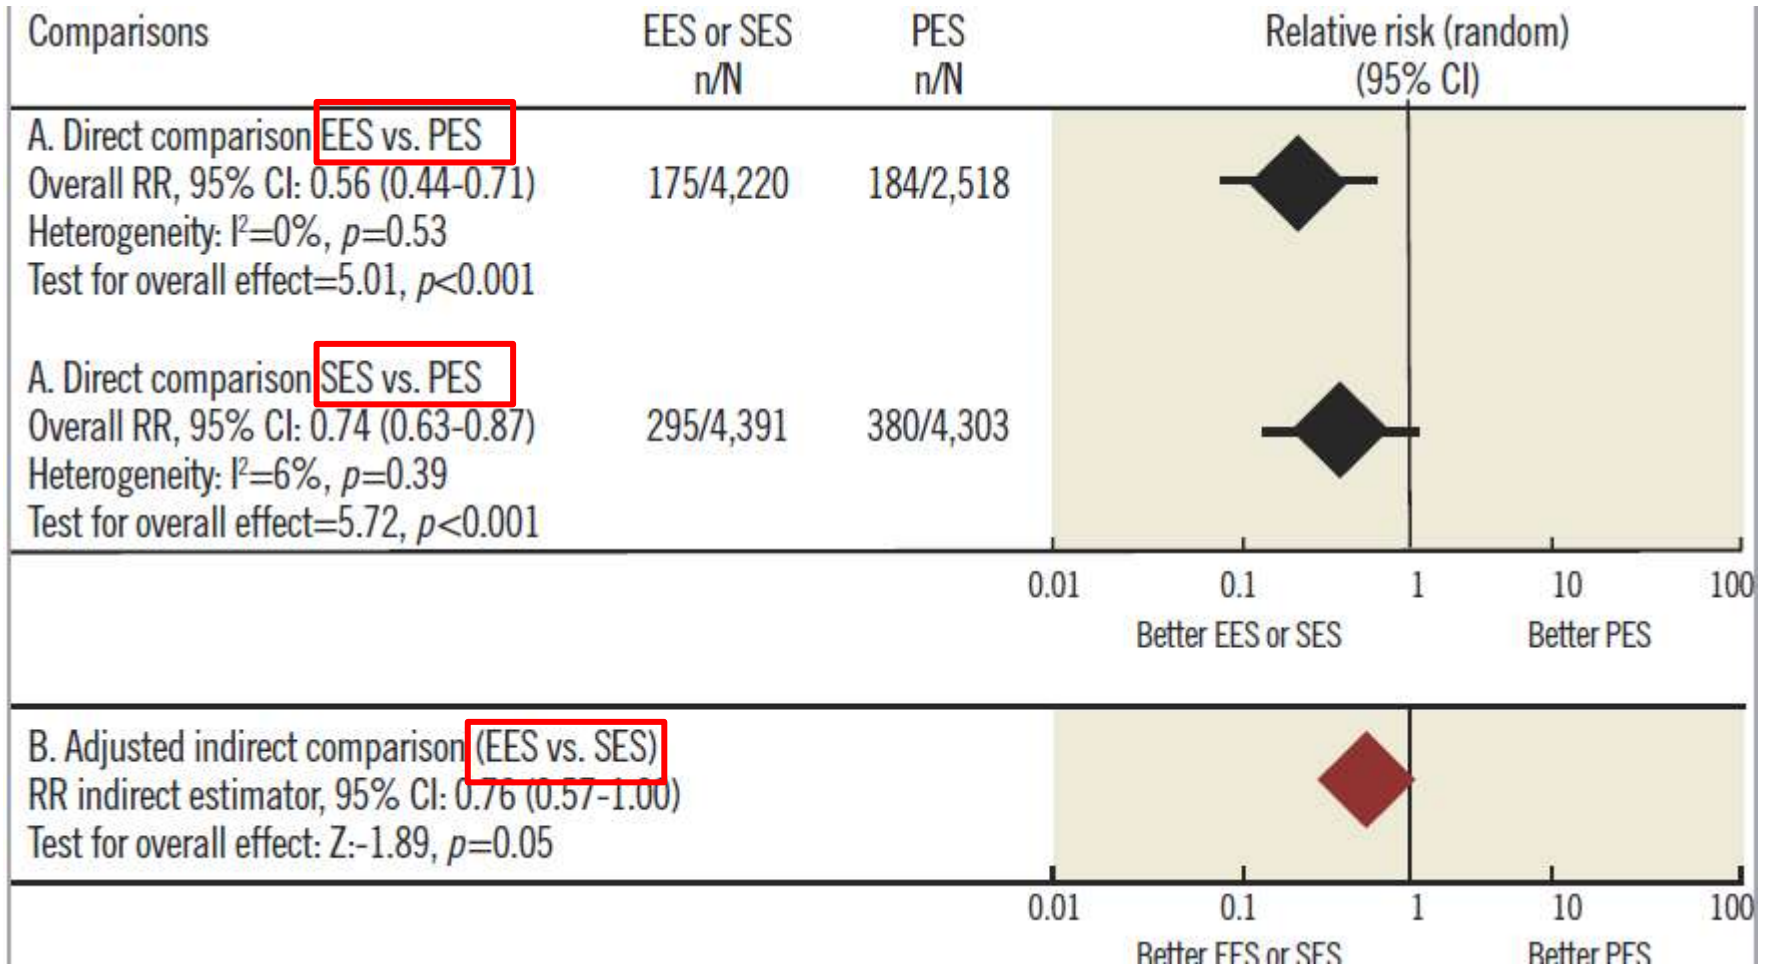 Comparisons EES or SES PES Relative risk (random)
n/N n/N (95% CI)
A. Direct comparison EES vs. PES
Overall RR, 95% CI: 0.56 (0.44-0.71) 175/4,220 184/2,518
Heterogeneity: I²=0%, p=0.53
Test for overall effect=5.01, p<0.001
A. Direct comparison SES vs. PES
Overall RR, 95% CI: 0.74 (0.63-0.87) 295/4,391 380/4,303
Heterogeneity: I²=6%, p=0.39
Test for overall effect=5.72, p<0.001
0.01 0.1 1 10 100
Better EES or SES Better PES
B. Adjusted indirect comparison (EES vs. SES)
RR indirect estimator, 95% CI: 0.76 (0.57-1.00)
Test for overall effect: Z:-1.89, p=0.05
0.01 0.1 1 10 100
Better EES or SES Better PES